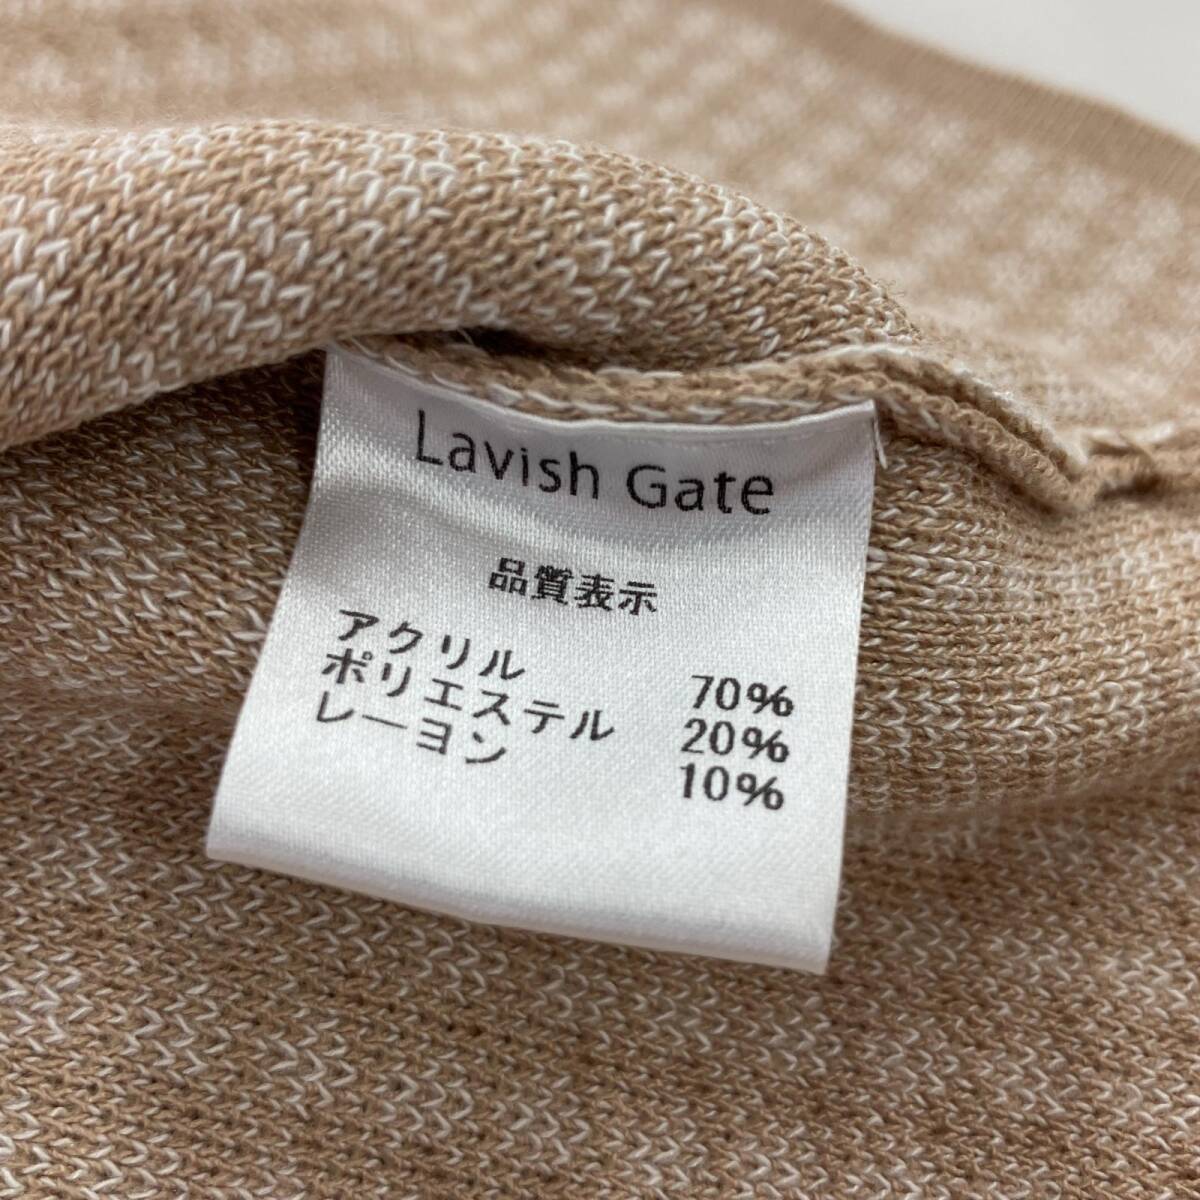 Lavish Gate
品質表示
アクリル 70%
ポリエステル 20%
レーヨン 10%